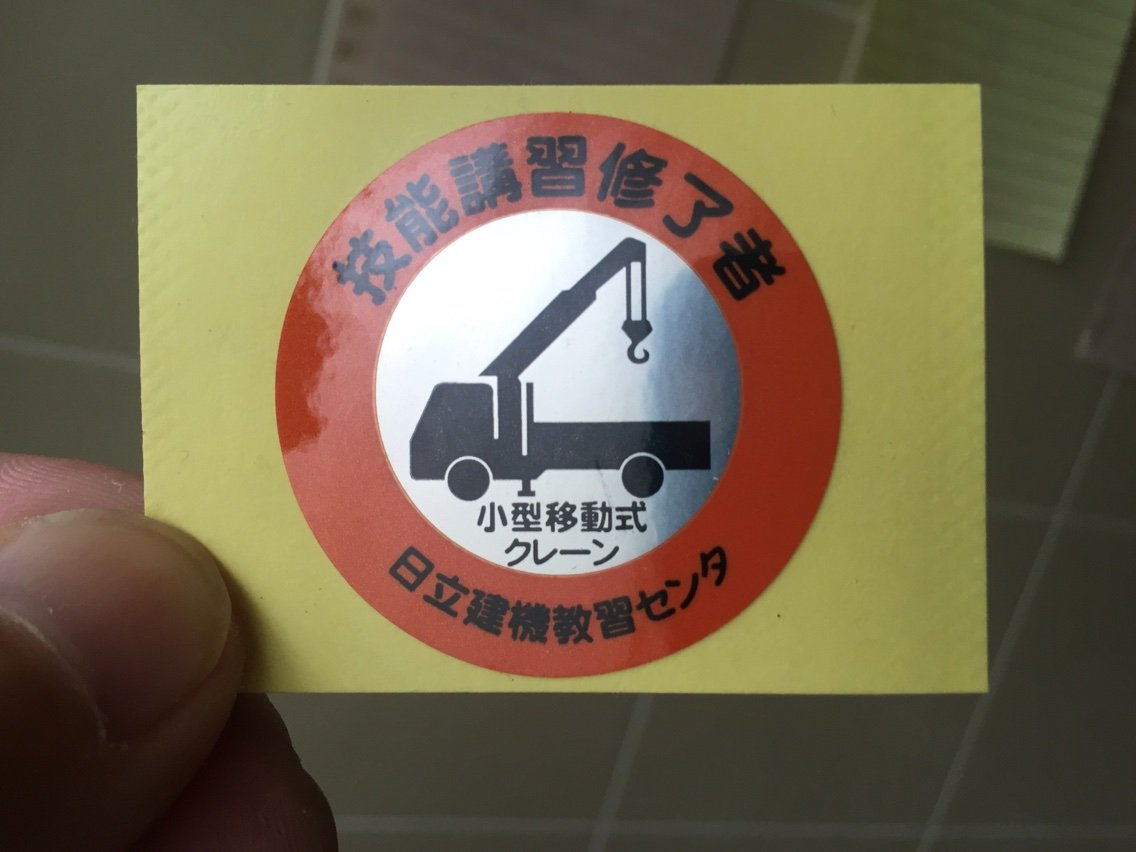 技能講習修了者
小型移動式
クレーン
日立建機教習センタ